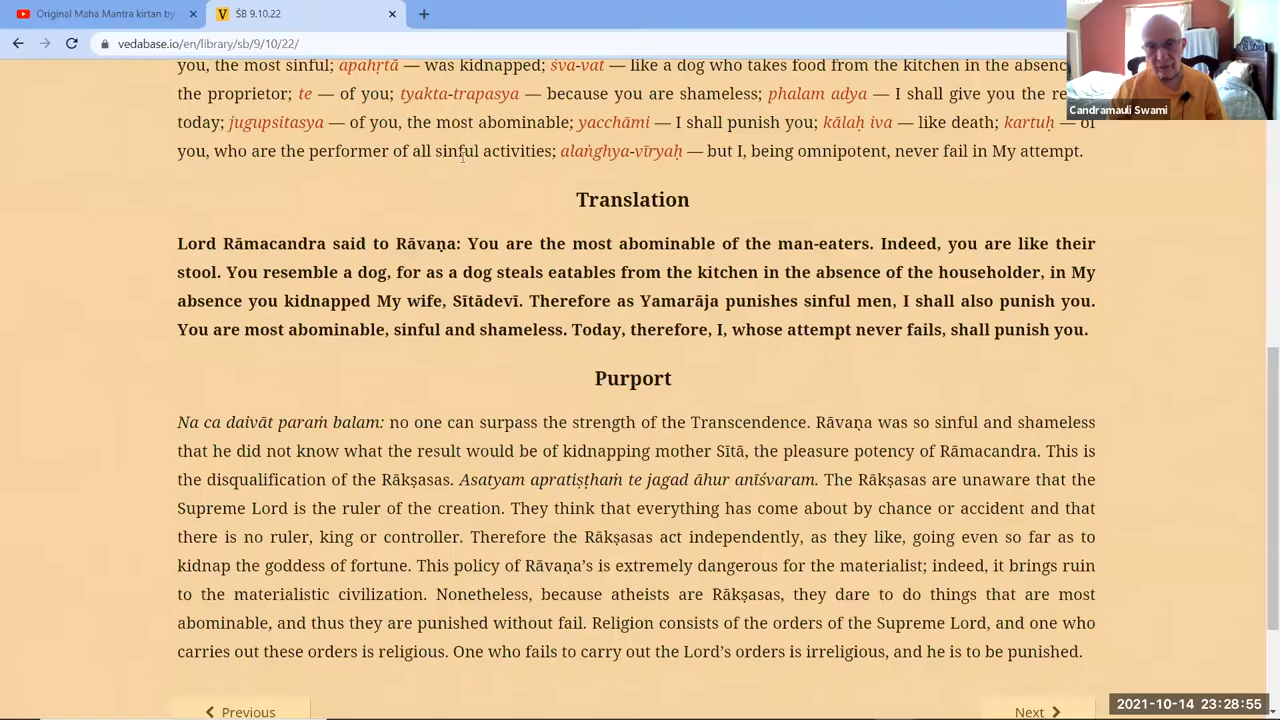 Original Maha Mantra kirtan by
ŚB 9.10.22
vedabase.io/en/library/sb/9/10/22/
you, the most sinful; apahṛtā — was kidnapped; śva-vat — like a dog who takes food from the kitchen in the absenc
the proprietor; te — of you; tyakta-trapasya — because you are shameless; phalam adya — I shall give you the re
today; jugupsitasya — of you, the most abominable; yacchāmi — I shall punish you; kālaḥ iva — like death; kartuḥ — of
you, who are the performer of all sinful activities; alaṅghya-vīryaḥ — but I, being omnipotent, never fail in My attempt.
Candramauli Swami
Translation
Lord Rāmacandra said to Rāvaṇa: You are the most abominable of the man-eaters. Indeed, you are like their
stool. You resemble a dog, for as a dog steals eatables from the kitchen in the absence of the householder, in My
absence you kidnapped My wife, Sītādevī. Therefore as Yamarāja punishes sinful men, I shall also punish you.
You are most abominable, sinful and shameless. Today, therefore, I, whose attempt never fails, shall punish you.
Purport
Na ca daivāt paraṁ balam: no one can surpass the strength of the Transcendence. Rāvaṇa was so sinful and shameless
that he did not know what the result would be of kidnapping mother Sītā, the pleasure potency of Rāmacandra. This is
the disqualification of the Rākṣasas. Asatyam apratiṣṭhaṁ te jagad āhur anīśvaram. The Rākṣasas are unaware that the
Supreme Lord is the ruler of the creation. They think that everything has come about by chance or accident and that
there is no ruler, king or controller. Therefore the Rākṣasas act independently, as they like, going even so far as to
kidnap the goddess of fortune. This policy of Rāvaṇa’s is extremely dangerous for the materialist; indeed, it brings ruin
to the materialistic civilization. Nonetheless, because atheists are Rākṣasas, they dare to do things that are most
abominable, and thus they are punished without fail. Religion consists of the orders of the Supreme Lord, and one who
carries out these orders is religious. One who fails to carry out the Lord’s orders is irreligious, and he is to be punished.
Previous
Next
2021-10-14 23:28:55